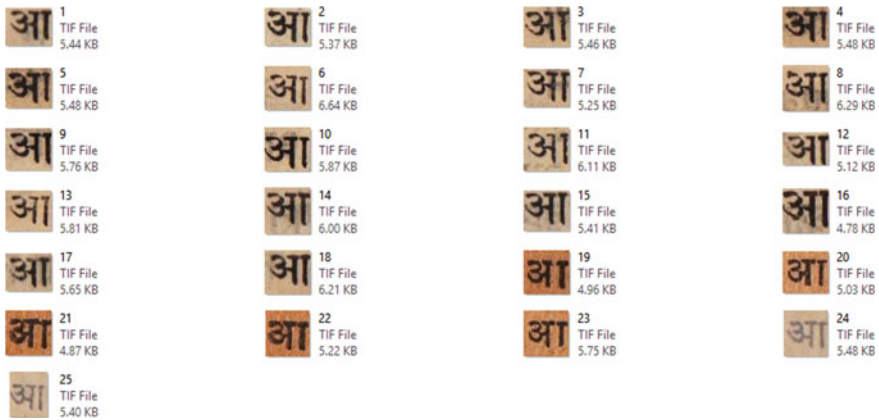 आ 1 TIF File 5.44 KB
आ 2 TIF File 5.37 KB
आ 3 TIF File 5.46 KB
आ 4 TIF File 5.48 KB
आ 5 TIF File 5.48 KB
आ 6 TIF File 6.64 KB
आ 7 TIF File 5.25 KB
आ 8 TIF File 6.29 KB
आ 9 TIF File 5.76 KB
आ 10 TIF File 5.87 KB
आ 11 TIF File 6.11 KB
आ 12 TIF File 5.12 KB
आ 13 TIF File 5.81 KB
आ 14 TIF File 6.00 KB
आ 15 TIF File 5.41 KB
आ 16 TIF File 4.78 KB
आ 17 TIF File 5.65 KB
आ 18 TIF File 6.21 KB
आ 19 TIF File 4.96 KB
आ 20 TIF File 5.03 KB
आ 21 TIF File 4.87 KB
आ 22 TIF File 5.22 KB
आ 23 TIF File 5.75 KB
आ 24 TIF File 5.48 KB
आ 25 TIF File 5.40 KB